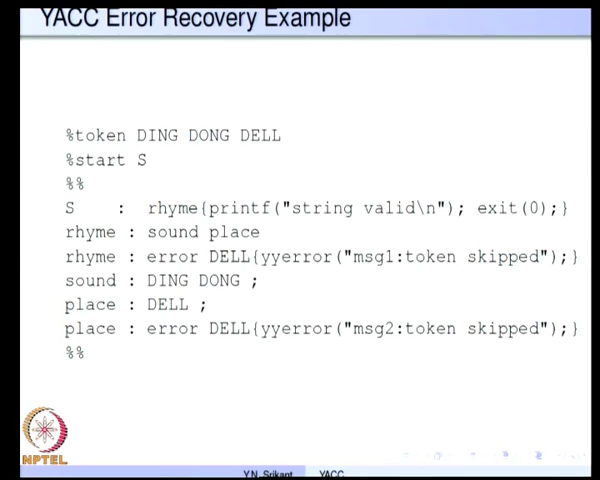 YACC Error Recovery Example
%token DING DONG DELL
%start S
%%
S    :  rhyme{printf("string valid\n"); exit(0);}
rhyme : sound place
rhyme : error DELL{yyerror("msg1:token skipped");}
sound : DING DONG ;
place : DELL ;
place : error DELL{yyerror("msg2:token skipped");}
%%
NPTEL
Y.N. Srikant    YACC